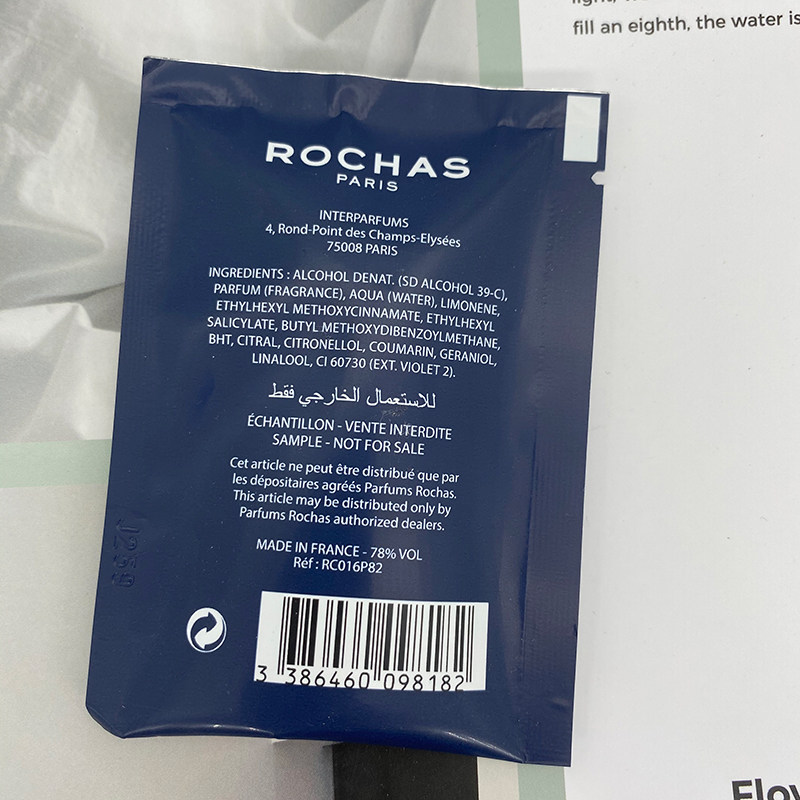 fill an eighth, the water is
ROCHAS
PARIS
INTERPARFUMS
4, Rond-Point des Champs-Elysées
75008 PARIS
INGREDIENTS : ALCOHOL DENAT. (SD ALCOHOL 39-C),
PARFUM (FRAGRANCE), AQUA (WATER), LIMONENE,
ETHYLHEXYL METHOXYCINNAMATE, ETHYLHEXYL
SALICYLATE, BUTYL METHOXYDIBENZOYLMETHANE,
BHT, CITRAL, CITRONELLOL, COUMARIN, GERANIOL,
LINALOOL, CI 60730 (EXT. VIOLET 2).
للاستعمال الخارجي فقط
ÉCHANTILLON - VENTE INTERDITE
SAMPLE - NOT FOR SALE
Cet article ne peut être distribué que par
les dépositaires agréés Parfums Rochas.
This article may be distributed only by
Parfums Rochas authorized dealers.
MADE IN FRANCE - 78% VOL
Réf : RC016P82
3 386460 098182